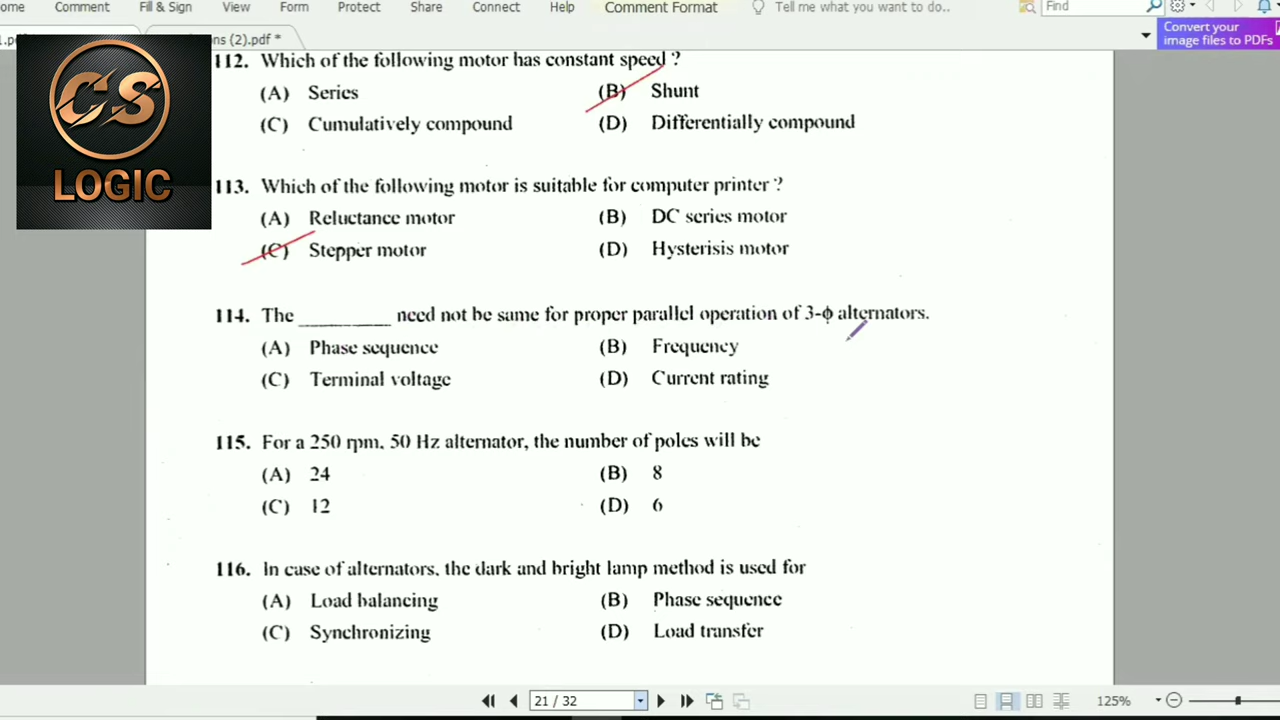 ome Comment Fill & Sign View Form Protect Share Connect Help Comment Format Tell me what you want to do.. Find
1.p ons (2).pdf * Convert your
image files to PDFs
CS
LOGIC
112. Which of the following motor has constant speed ?
(A) Series (B) Shunt
(C) Cumulatively compound (D) Differentially compound
113. Which of the following motor is suitable for computer printer ?
(A) Reluctance motor (B) DC series motor
(C) Stepper motor (D) Hysterisis motor
114. The ________ need not be same for proper parallel operation of 3-ϕ alternators.
(A) Phase sequence (B) Frequency
(C) Terminal voltage (D) Current rating
115. For a 250 rpm, 50 Hz alternator, the number of poles will be
(A) 24 (B) 8
(C) 12 (D) 6
116. In case of alternators, the dark and bright lamp method is used for
(A) Load balancing (B) Phase sequence
(C) Synchronizing (D) Load transfer
21 / 32 125%